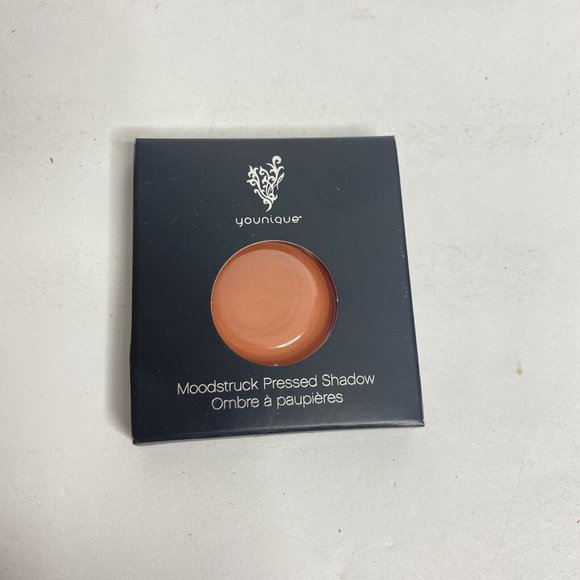 younique
Moodstruck Pressed Shadow
Ombre à paupières